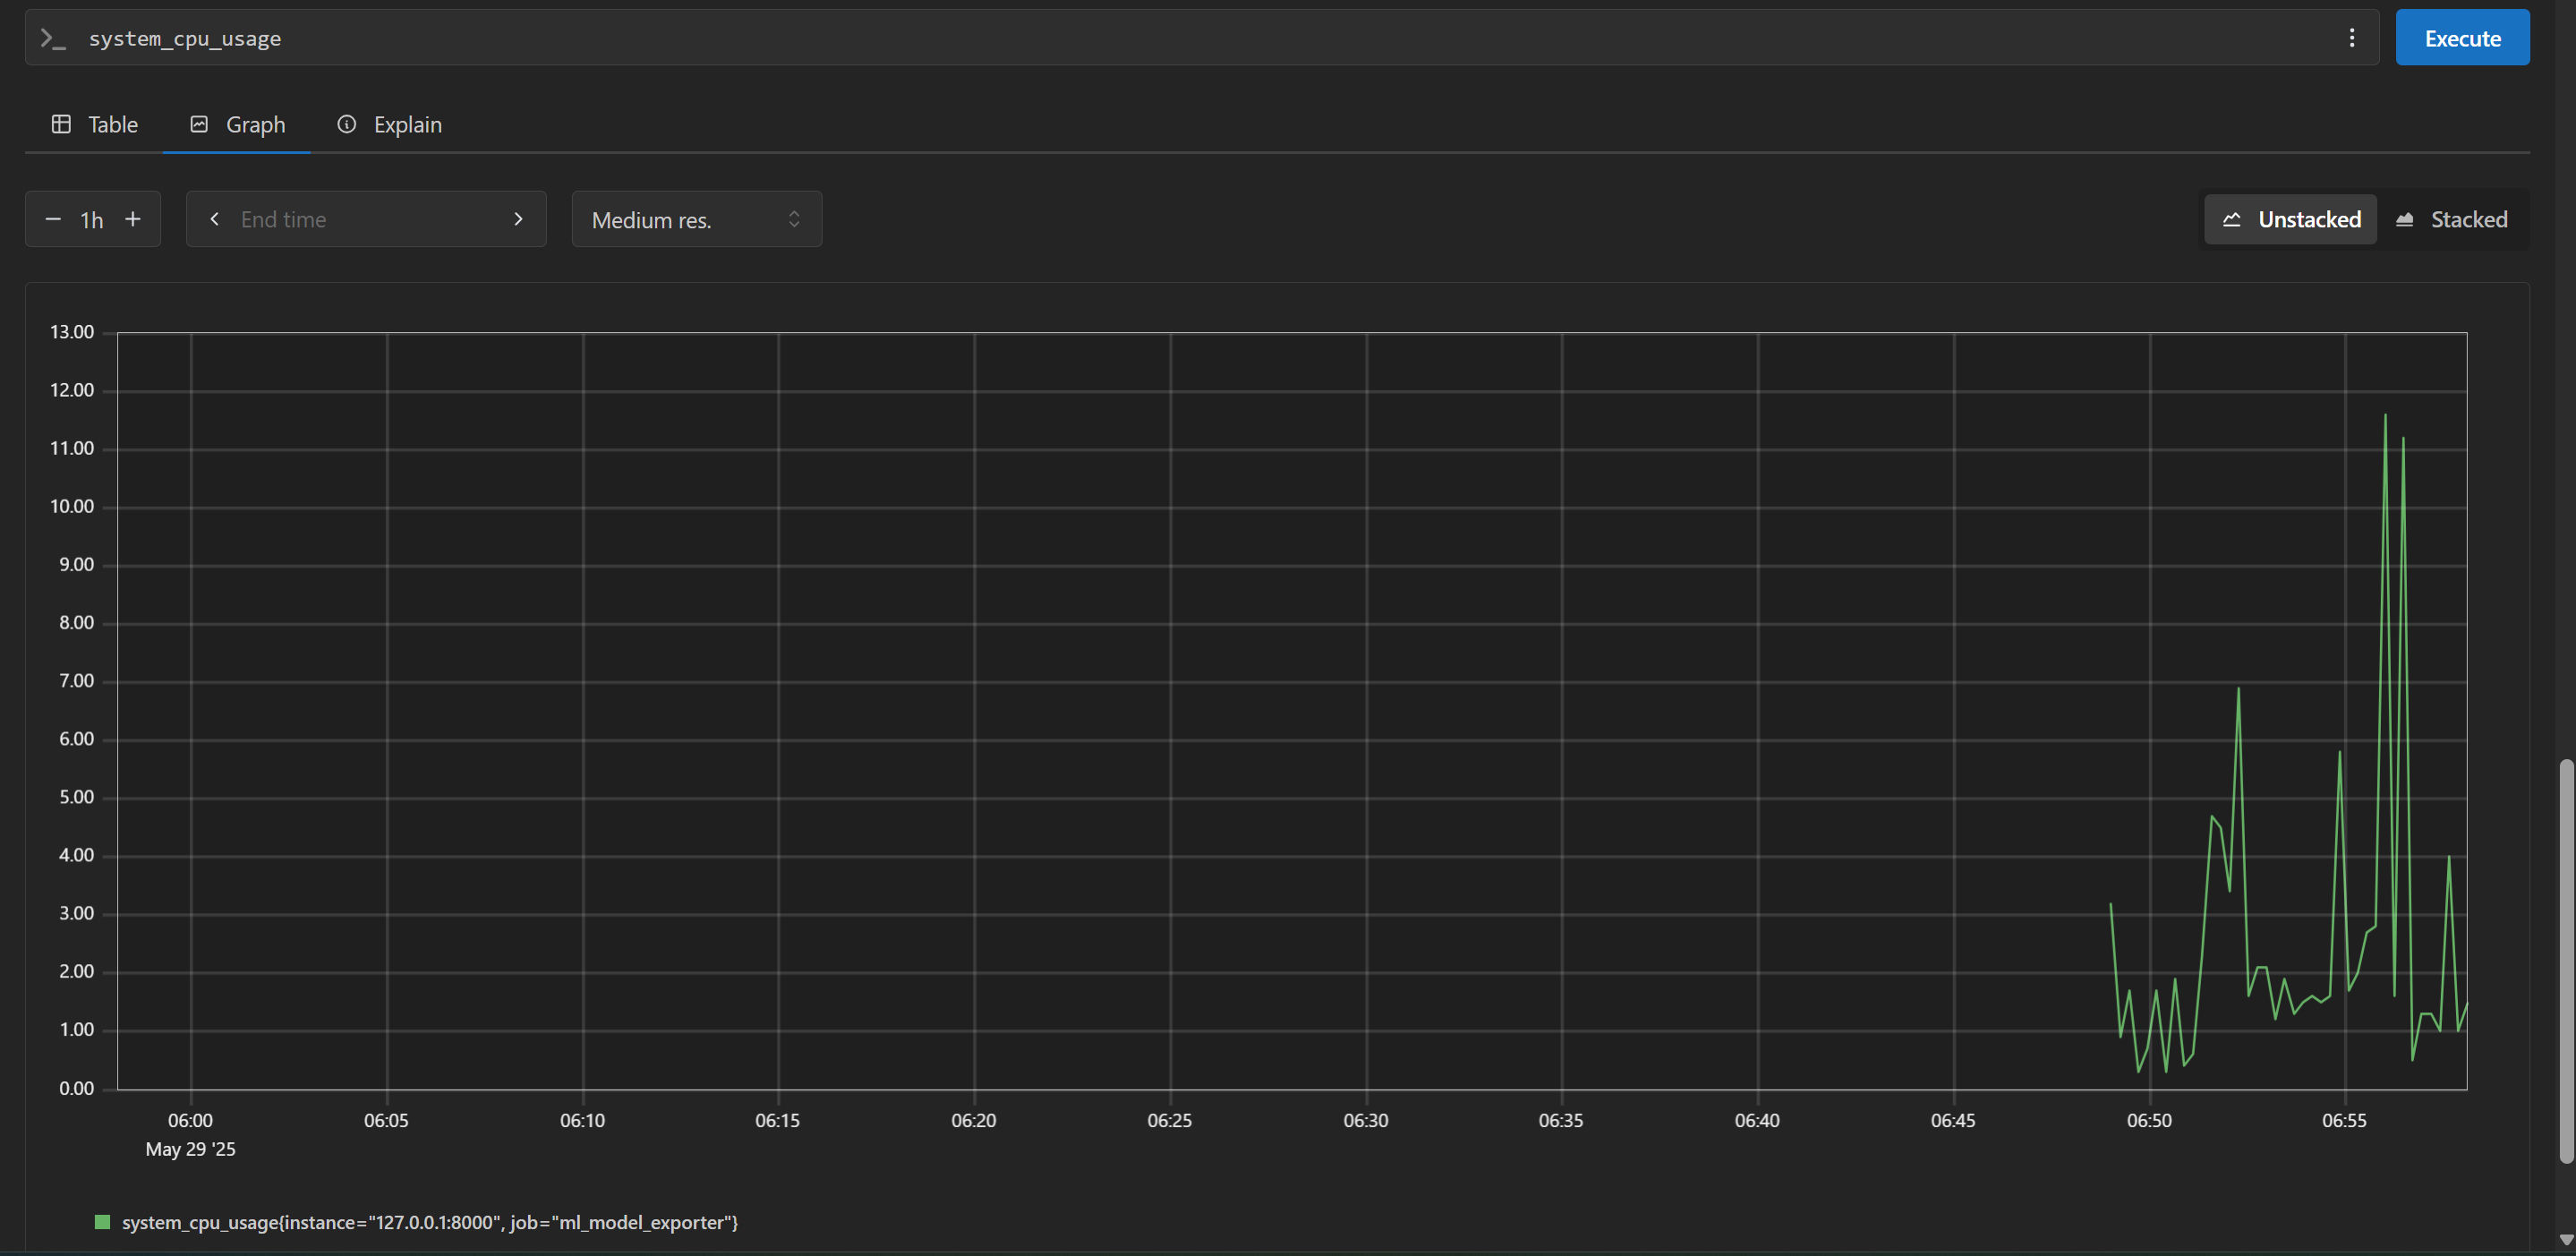 system_cpu_usage
Execute
Table Graph Explain
1h End time Medium res. Unstacked Stacked
13.00
12.00
11.00
10.00
9.00
8.00
7.00
6.00
5.00
4.00
3.00
2.00
1.00
0.00
06:00 06:05 06:10 06:15 06:20 06:25 06:30 06:35 06:40 06:45 06:50 06:55
May 29 '25
system_cpu_usage{instance="127.0.0.1:8000", job="ml_model_exporter"}